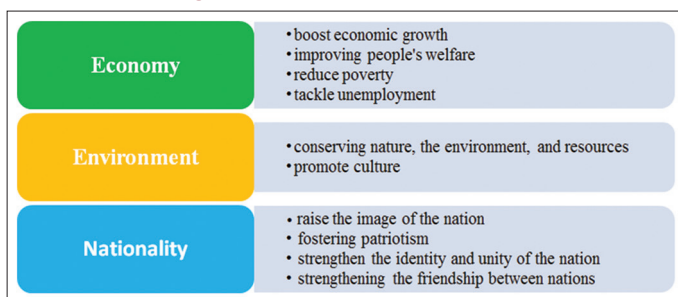 Economy
• boost economic growth
• improving people's welfare
• reduce poverty
• tackle unemployment
Environment
• conserving nature, the environment, and resources
• promote culture
Nationality
• raise the image of the nation
• fostering patriotism
• strengthen the identity and unity of the nation
• strengthening the friendship between nations